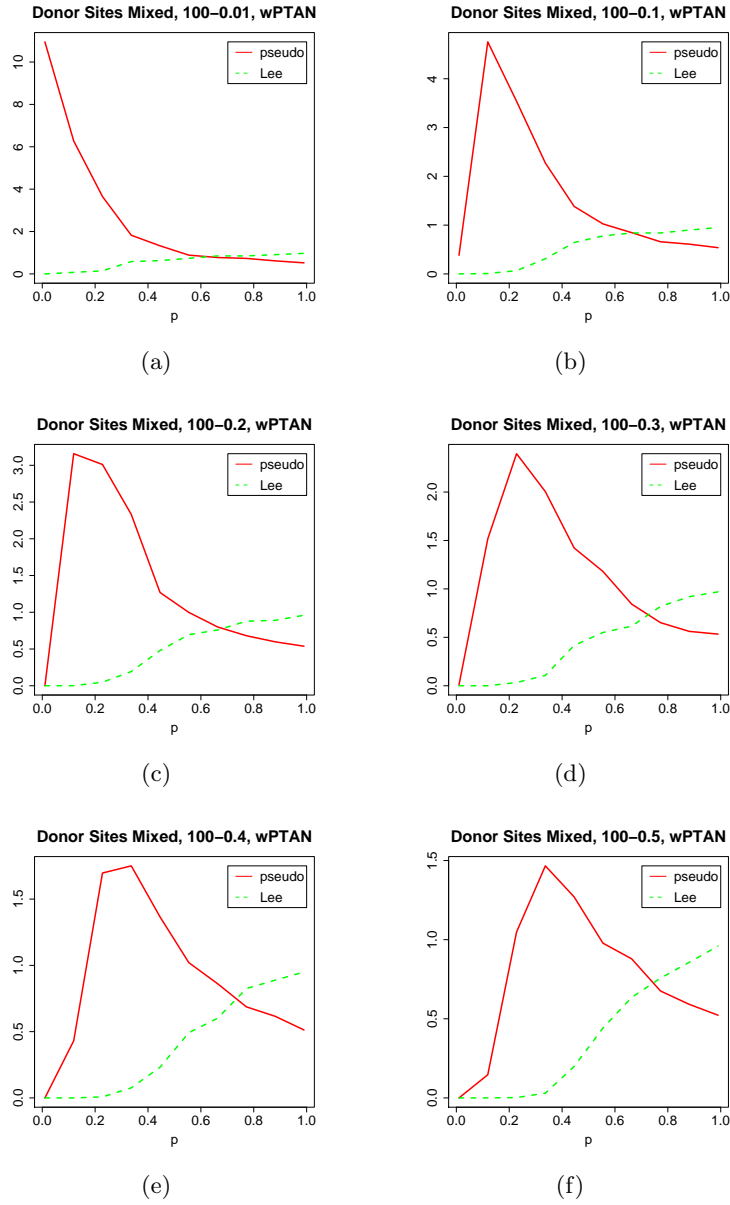 Donor Sites Mixed, 100−0.01, wPTAN
pseudo
Lee
0 2 4 6 8 10
0.0 0.2 0.4 0.6 0.8 1.0
p
(a)
Donor Sites Mixed, 100−0.1, wPTAN
pseudo
Lee
0 1 2 3 4
0.0 0.2 0.4 0.6 0.8 1.0
p
(b)
Donor Sites Mixed, 100−0.2, wPTAN
pseudo
Lee
0.0 0.5 1.0 1.5 2.0 2.5 3.0
0.0 0.2 0.4 0.6 0.8 1.0
p
(c)
Donor Sites Mixed, 100−0.3, wPTAN
pseudo
Lee
0.0 0.5 1.0 1.5 2.0
0.0 0.2 0.4 0.6 0.8 1.0
p
(d)
Donor Sites Mixed, 100−0.4, wPTAN
pseudo
Lee
0.0 0.5 1.0 1.5
0.0 0.2 0.4 0.6 0.8 1.0
p
(e)
Donor Sites Mixed, 100−0.5, wPTAN
pseudo
Lee
0.0 0.5 1.0 1.5
0.0 0.2 0.4 0.6 0.8 1.0
p
(f)